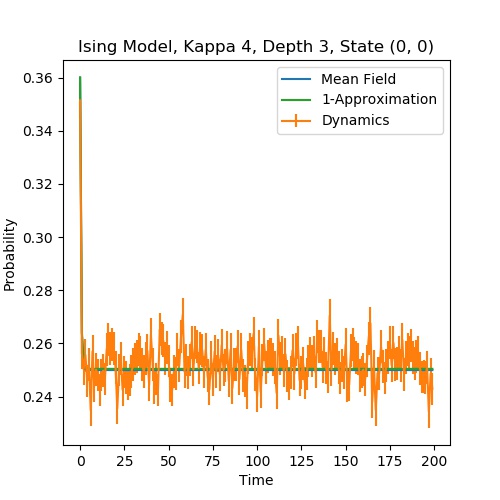 Ising Model, Kappa 4, Depth 3, State (0, 0)
Mean Field
1-Approximation
Dynamics
Probability
0.36
0.34
0.32
0.30
0.28
0.26
0.24
0 25 50 75 100 125 150 175 200
Time